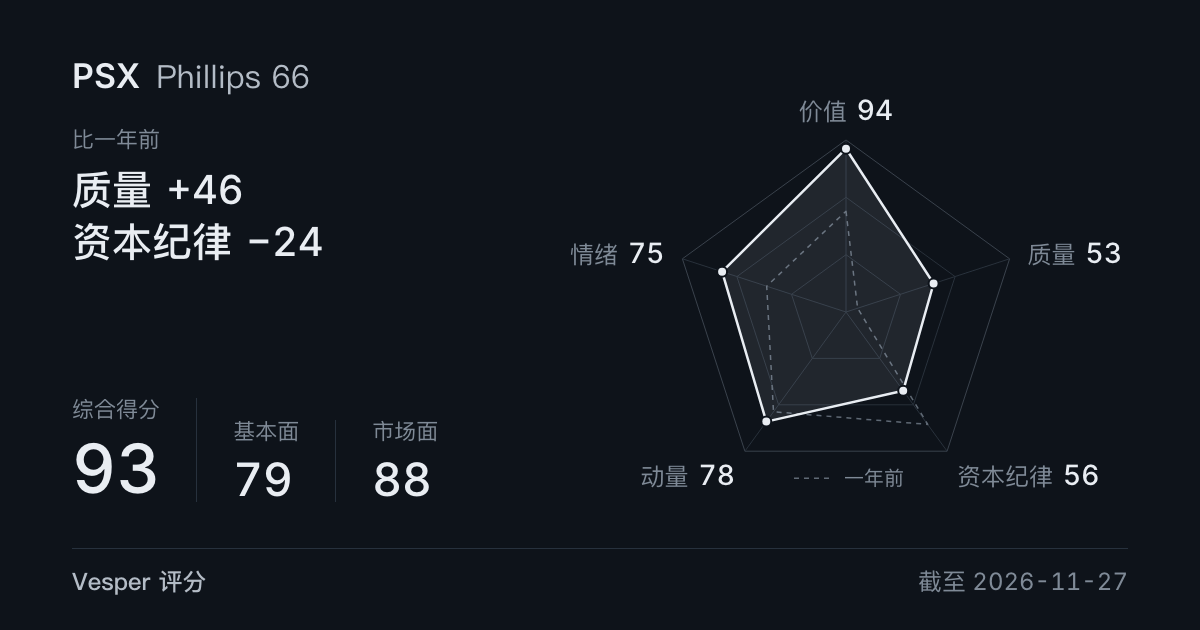 PSX Phillips 66
比一年前
质量 +46
资本纪律 −24
综合得分
93
基本面
79
市场面
88
价值 94
质量 53
资本纪律 56
动量 78
情绪 75
一年前
Vesper 评分
截至 2026-11-27